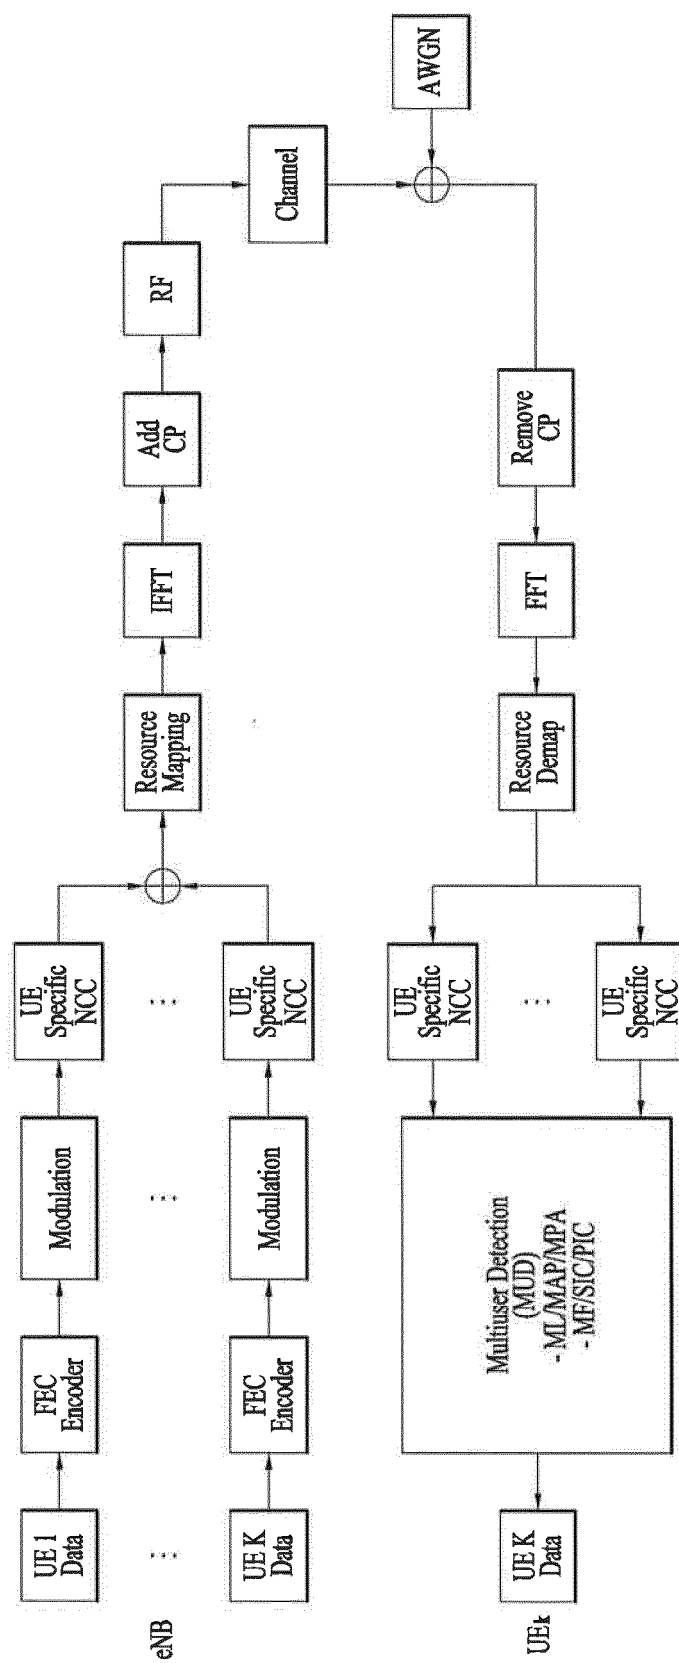 UE 1
Data
FEC
Encoder
Modulation
UE
Specific
NCC
eNB
UE K
Data
FEC
Encoder
Modulation
UE
Specific
NCC
Resource
Mapping
IFFT
Add
CP
RF
Channel
AWGN
Remove
CP
FFT
Resource
Demap
UE
Specific
NCC
UE
Specific
NCC
Multiuser Detection
(MUD)
- ML/MAP/MPA
- MF/SIC/PIC
UE K
Data
UEk